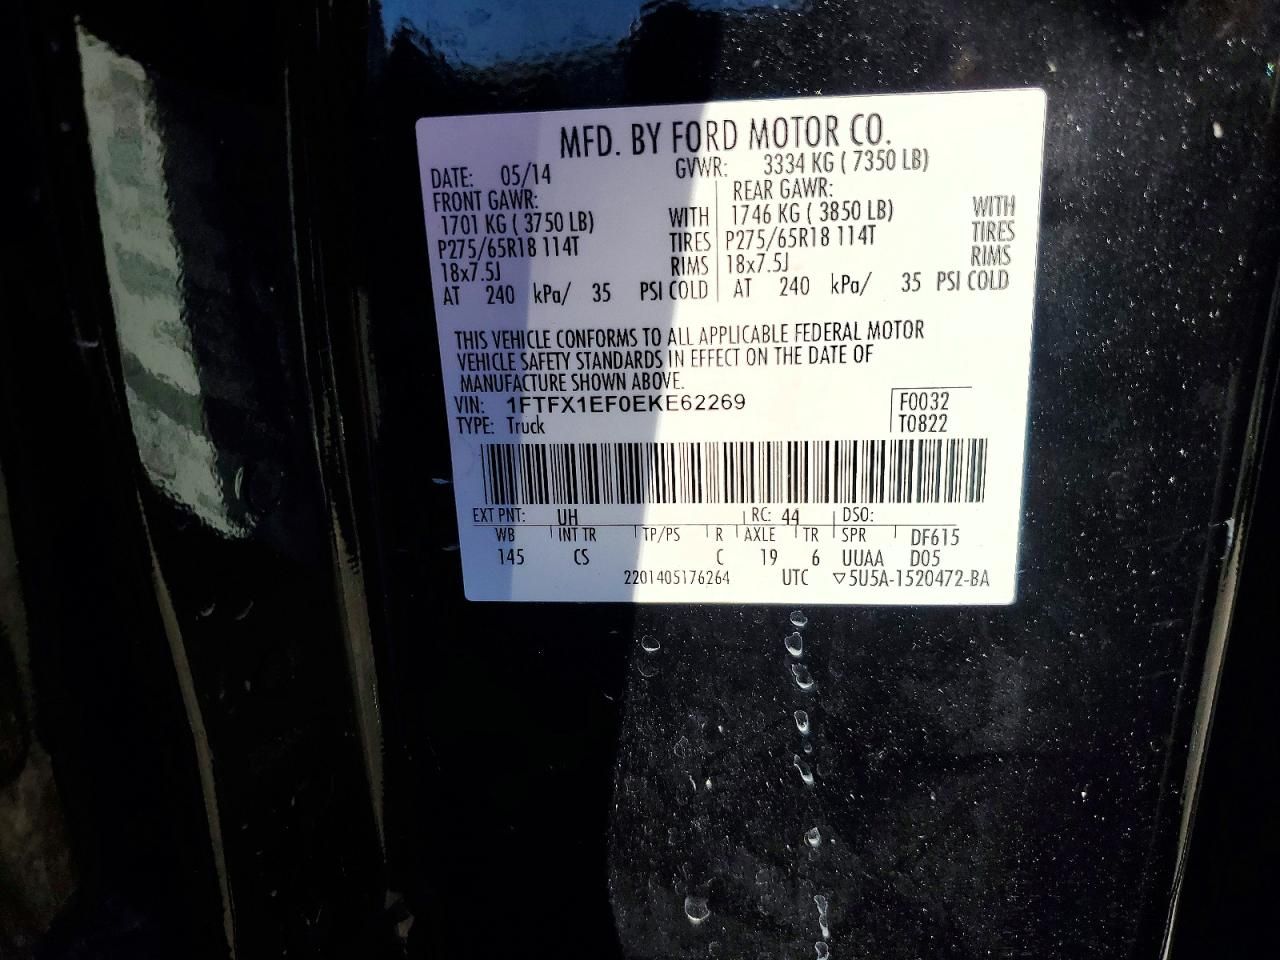 MFD. BY FORD MOTOR CO.
DATE: 05/14 GVWR: 3334 KG ( 7350 LB)
FRONT GAWR: REAR GAWR:
1701 KG ( 3750 LB) WITH 1746 KG ( 3850 LB) WITH
P275/65R18 114T TIRES P275/65R18 114T TIRES
18x7.5J RIMS 18x7.5J RIMS
AT 240 kPa/ 35 PSI COLD AT 240 kPa/ 35 PSI COLD
THIS VEHICLE CONFORMS TO ALL APPLICABLE FEDERAL MOTOR
VEHICLE SAFETY STANDARDS IN EFFECT ON THE DATE OF
MANUFACTURE SHOWN ABOVE.
VIN: 1FTFX1EF0EKE62269 F0032
TYPE: Truck T0822
EXT PNT: UH RC: 44 DSO:
WB INT TR TP/PS R AXLE TR SPR DF615
145 CS C 19 6 UUAA D05
2201405176264 UTC ▽5U5A-1520472-BA